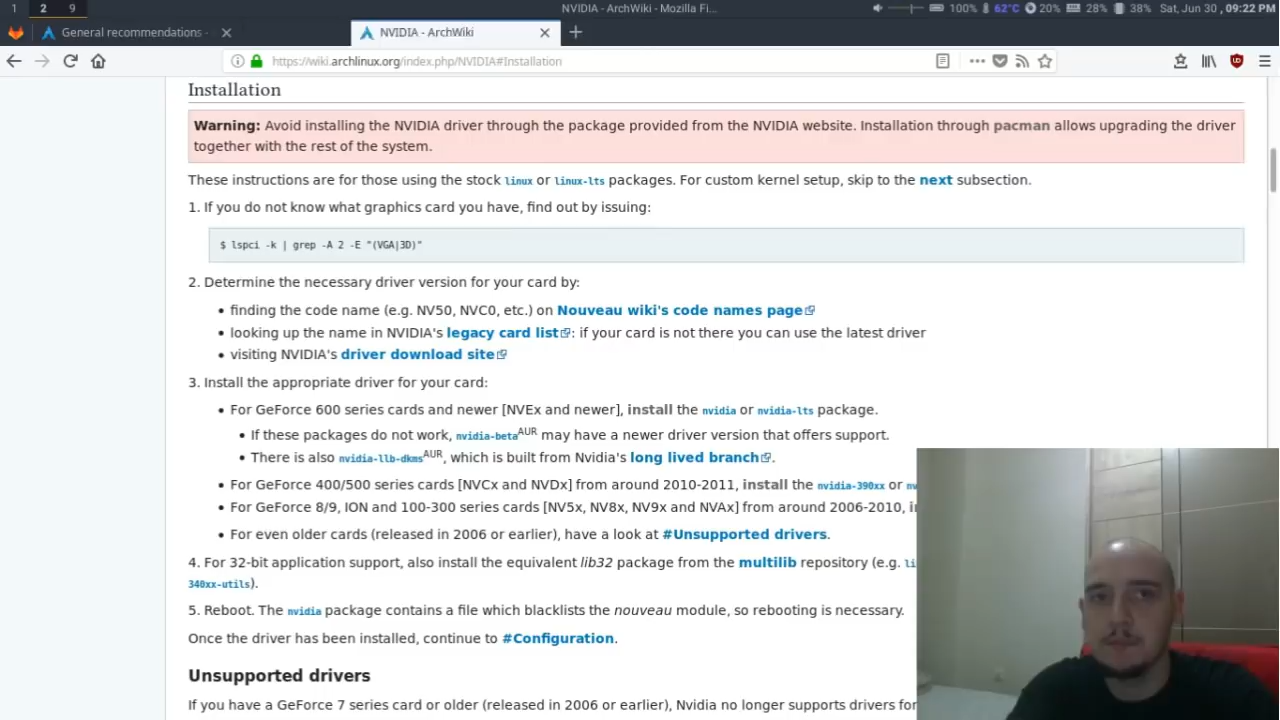 1 2 9 NVIDIA - ArchWiki - Mozilla Fi... 100% 62°C 20% 28% 38% Sat, Jun 30 , 09:22 PM
General recommendations - NVIDIA - ArchWiki
https://wiki.archlinux.org/index.php/NVIDIA#Installation
Installation
Warning: Avoid installing the NVIDIA driver through the package provided from the NVIDIA website. Installation through pacman allows upgrading the driver
together with the rest of the system.
These instructions are for those using the stock linux or linux-lts packages. For custom kernel setup, skip to the next subsection.
1. If you do not know what graphics card you have, find out by issuing:
$ lspci -k | grep -A 2 -E "(VGA|3D)"
2. Determine the necessary driver version for your card by:
• finding the code name (e.g. NV50, NVC0, etc.) on Nouveau wiki's code names page
• looking up the name in NVIDIA's legacy card list: if your card is not there you can use the latest driver
• visiting NVIDIA's driver download site
3. Install the appropriate driver for your card:
• For GeForce 600 series cards and newer [NVEx and newer], install the nvidia or nvidia-lts package.
• If these packages do not work, nvidia-betaAUR may have a newer driver version that offers support.
• There is also nvidia-llb-dkmsAUR, which is built from Nvidia's long lived branch.
• For GeForce 400/500 series cards [NVCx and NVDx] from around 2010-2011, install the nvidia-390xx or
• For GeForce 8/9, ION and 100-300 series cards [NV5x, NV8x, NV9x and NVAx] from around 2006-2010,
• For even older cards (released in 2006 or earlier), have a look at #Unsupported drivers.
4. For 32-bit application support, also install the equivalent lib32 package from the multilib repository (e.g. li
340xx-utils).
5. Reboot. The nvidia package contains a file which blacklists the nouveau module, so rebooting is necessary.
Once the driver has been installed, continue to #Configuration.
Unsupported drivers
If you have a GeForce 7 series card or older (released in 2006 or earlier), Nvidia no longer supports drivers for